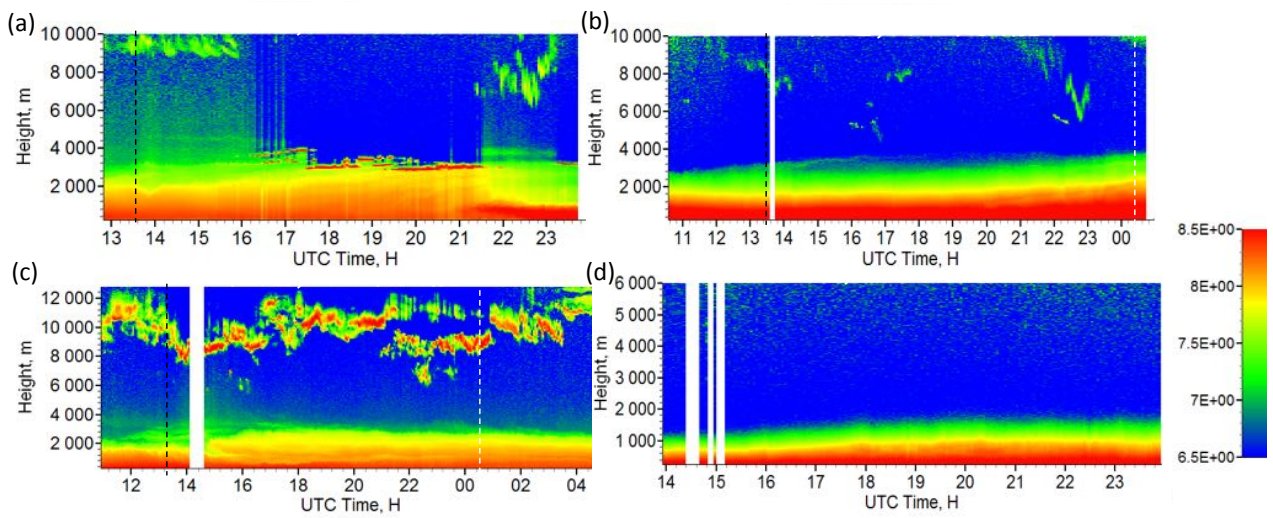 (a)
10 000
8 000
6 000
4 000
2 000
Height, m
13 14 15 16 17 18 19 20 21 22 23
UTC Time, H
(b)
10 000
8 000
6 000
4 000
2 000
Height, m
11 12 13 14 15 16 17 18 19 20 21 22 23 00
UTC Time, H
(c)
12 000
10 000
8 000
6 000
4 000
2 000
Height, m
12 14 16 18 20 22 00 02 04
UTC Time, H
(d)
6 000
5 000
4 000
3 000
2 000
1 000
Height, m
14 15 16 17 18 19 20 21 22 23
UTC Time, H
8.5E+00
8E+00
7.5E+00
7E+00
6.5E+00